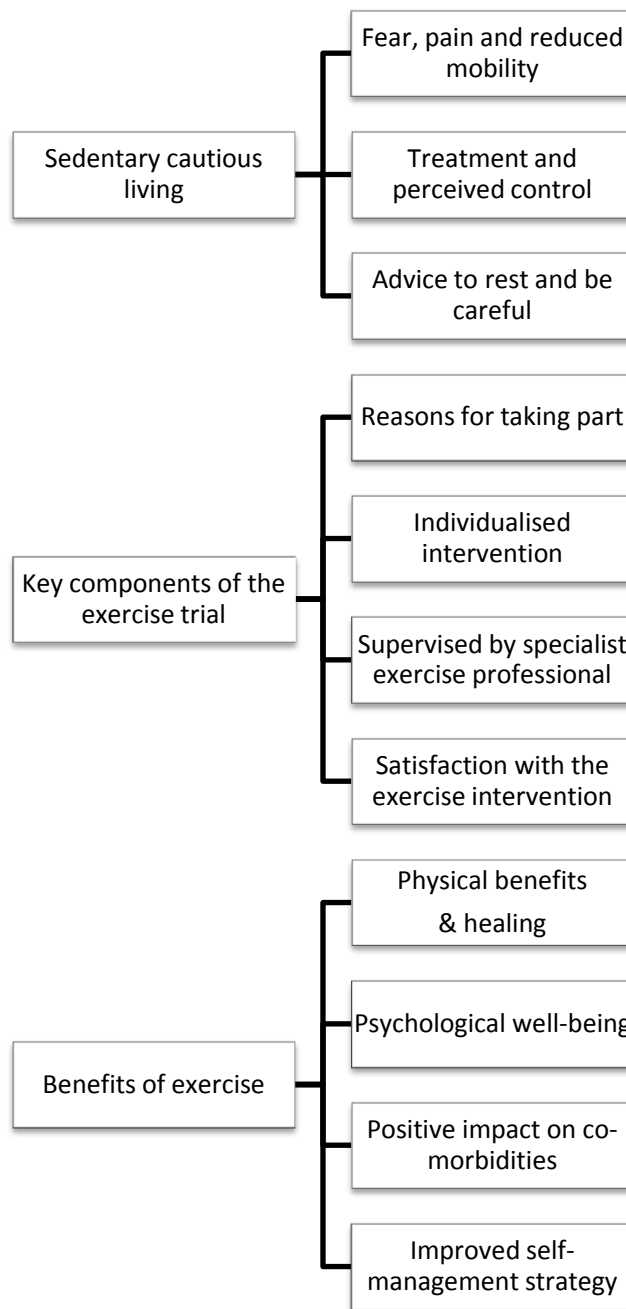 Fear, pain and reduced
mobility
Sedentary cautious
living
Treatment and
perceived control
Advice to rest and be
careful
Reasons for taking part
Individualised
intervention
Key components of the
exercise trial
Supervised by specialist
exercise professional
Satisfaction with the
exercise intervention
Physical benefits
& healing
Psychological well-being
Benefits of exercise
Positive impact on co-
morbidities
Improved self-
management strategy